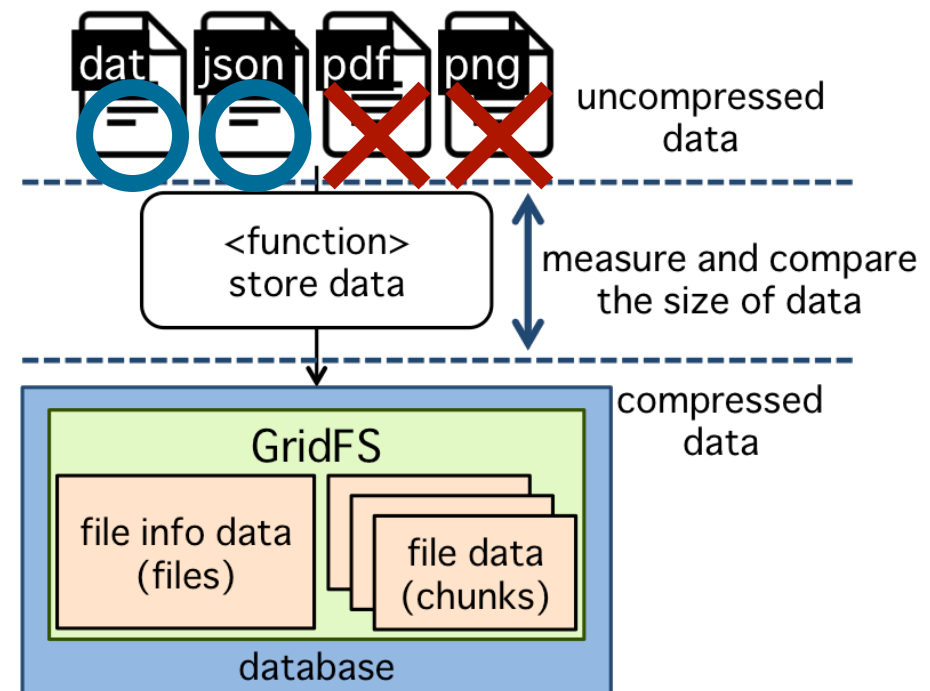 dat json pdf png
uncompressed
data
<function>
store data
measure and compare
the size of data
compressed
data
GridFS
file info data
(files)
file data
(chunks)
database